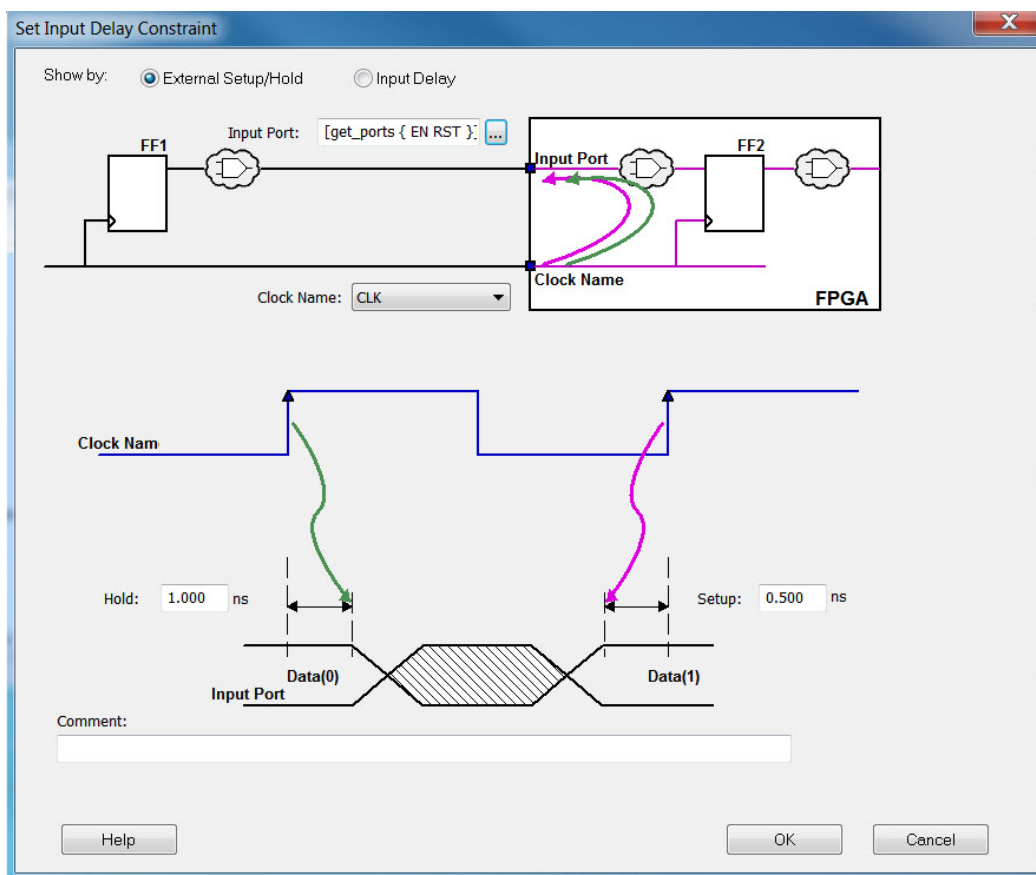 Set Input Delay Constraint
Show by: External Setup/Hold Input Delay
Input Port: [get_ports { EN RST }] ...
FF1
Input Port
FF2
Clock Name
Clock Name: CLK
FPGA
Clock Nam
Hold: 1.000 ns
Setup: 0.500 ns
Data(0)
Data(1)
Input Port
Comment:
Help
OK
Cancel